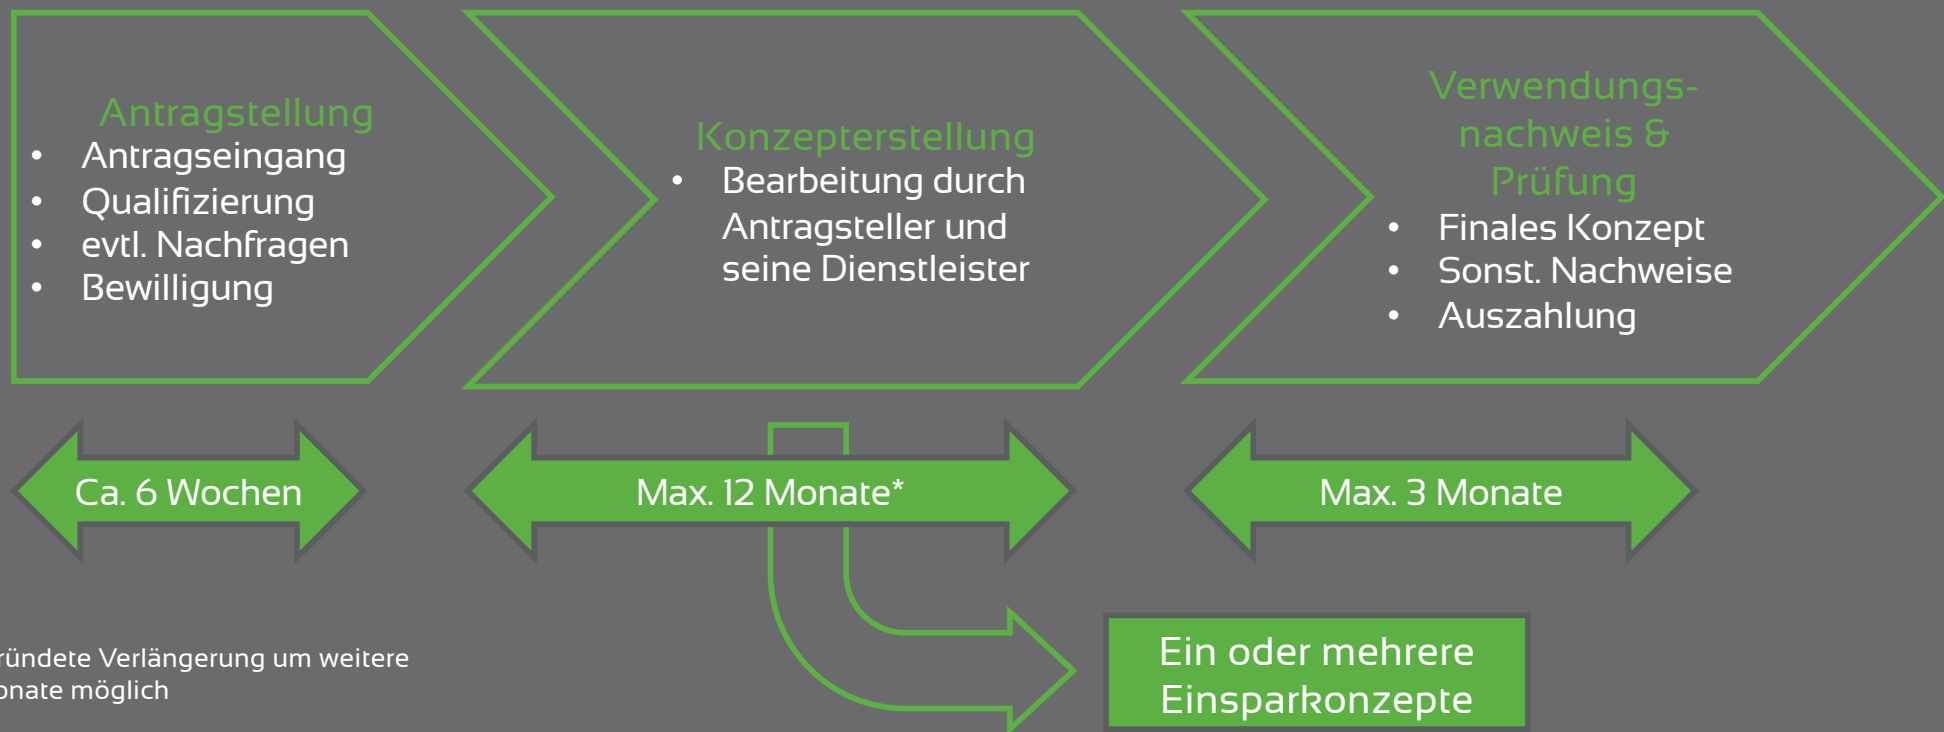 Antragstellung
• Antragseingang
• Qualifizierung
• evtl. Nachfragen
• Bewilligung
Konzepterstellung
• Bearbeitung durch
Antragsteller und
seine Dienstleister
Verwendungs-
nachweis &
Prüfung
• Finales Konzept
• Sonst. Nachweise
• Auszahlung
Ca. 6 Wochen
Max. 12 Monate*
Max. 3 Monate
Verlängerung um weitere
möglich
Ein oder mehrere
Einsparkonzepte